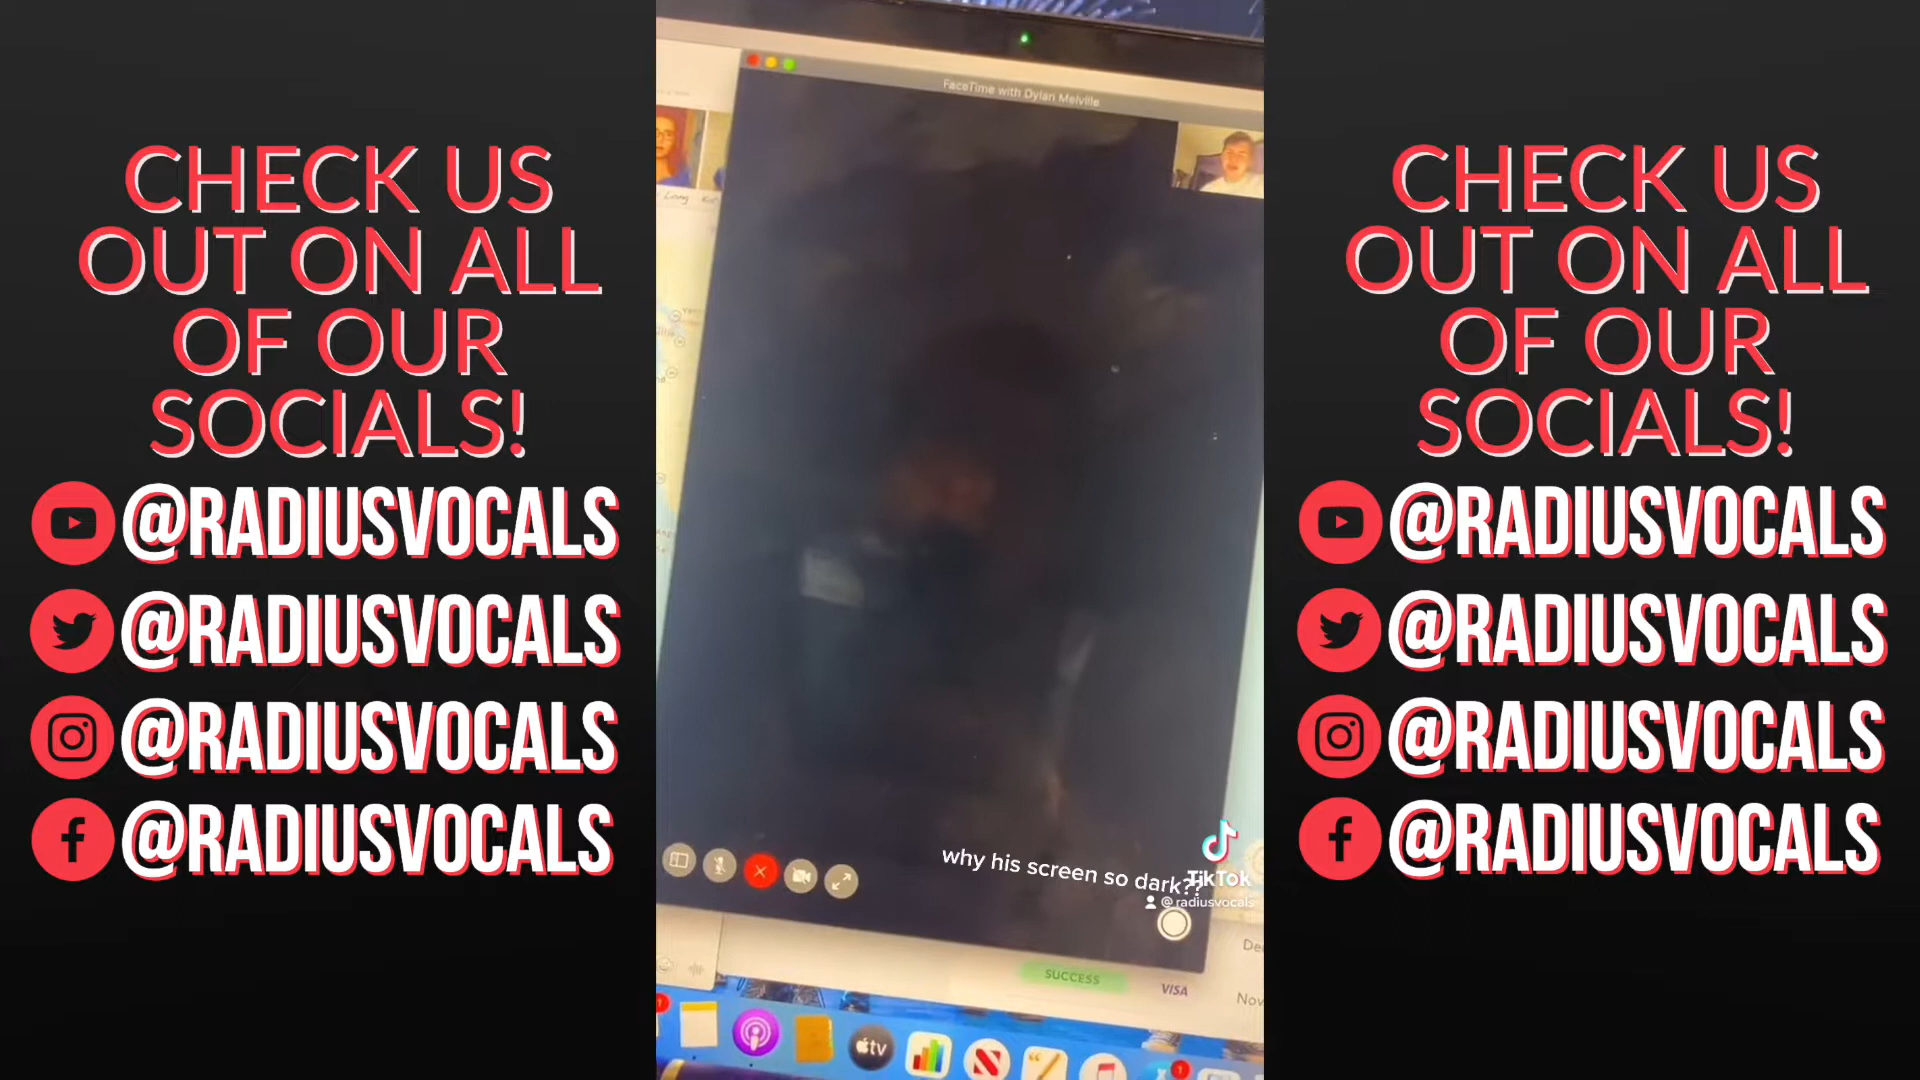 CHECK US
OUT ON ALL
OF OUR
SOCIALS!
@RADIUSVOCALS
@RADIUSVOCALS
@RADIUSVOCALS
@RADIUSVOCALS
FaceTime with Dylan Melville
why his screen so dark??
TikTok
@radiusvocals
SUCCESS
VISA
Nov
tv
CHECK US
OUT ON ALL
OF OUR
SOCIALS!
@RADIUSVOCALS
@RADIUSVOCALS
@RADIUSVOCALS
@RADIUSVOCALS